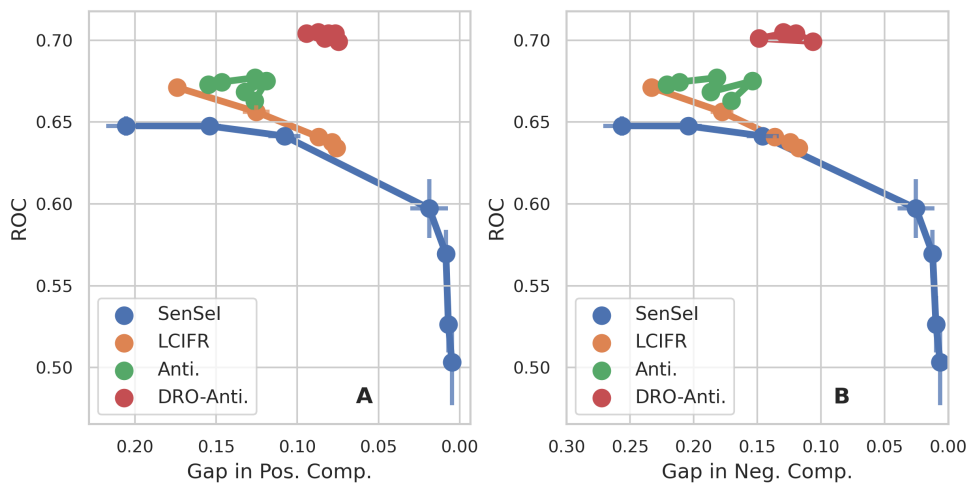 0.70
0.65
0.60
0.55
0.50
ROC
SenSeI
LCIFR
Anti.
DRO-Anti.
A
0.20 0.15 0.10 0.05 0.00
Gap in Pos. Comp.
0.70
0.65
0.60
0.55
0.50
ROC
SenSeI
LCIFR
Anti.
DRO-Anti.
B
0.30 0.25 0.20 0.15 0.10 0.05 0.00
Gap in Neg. Comp.